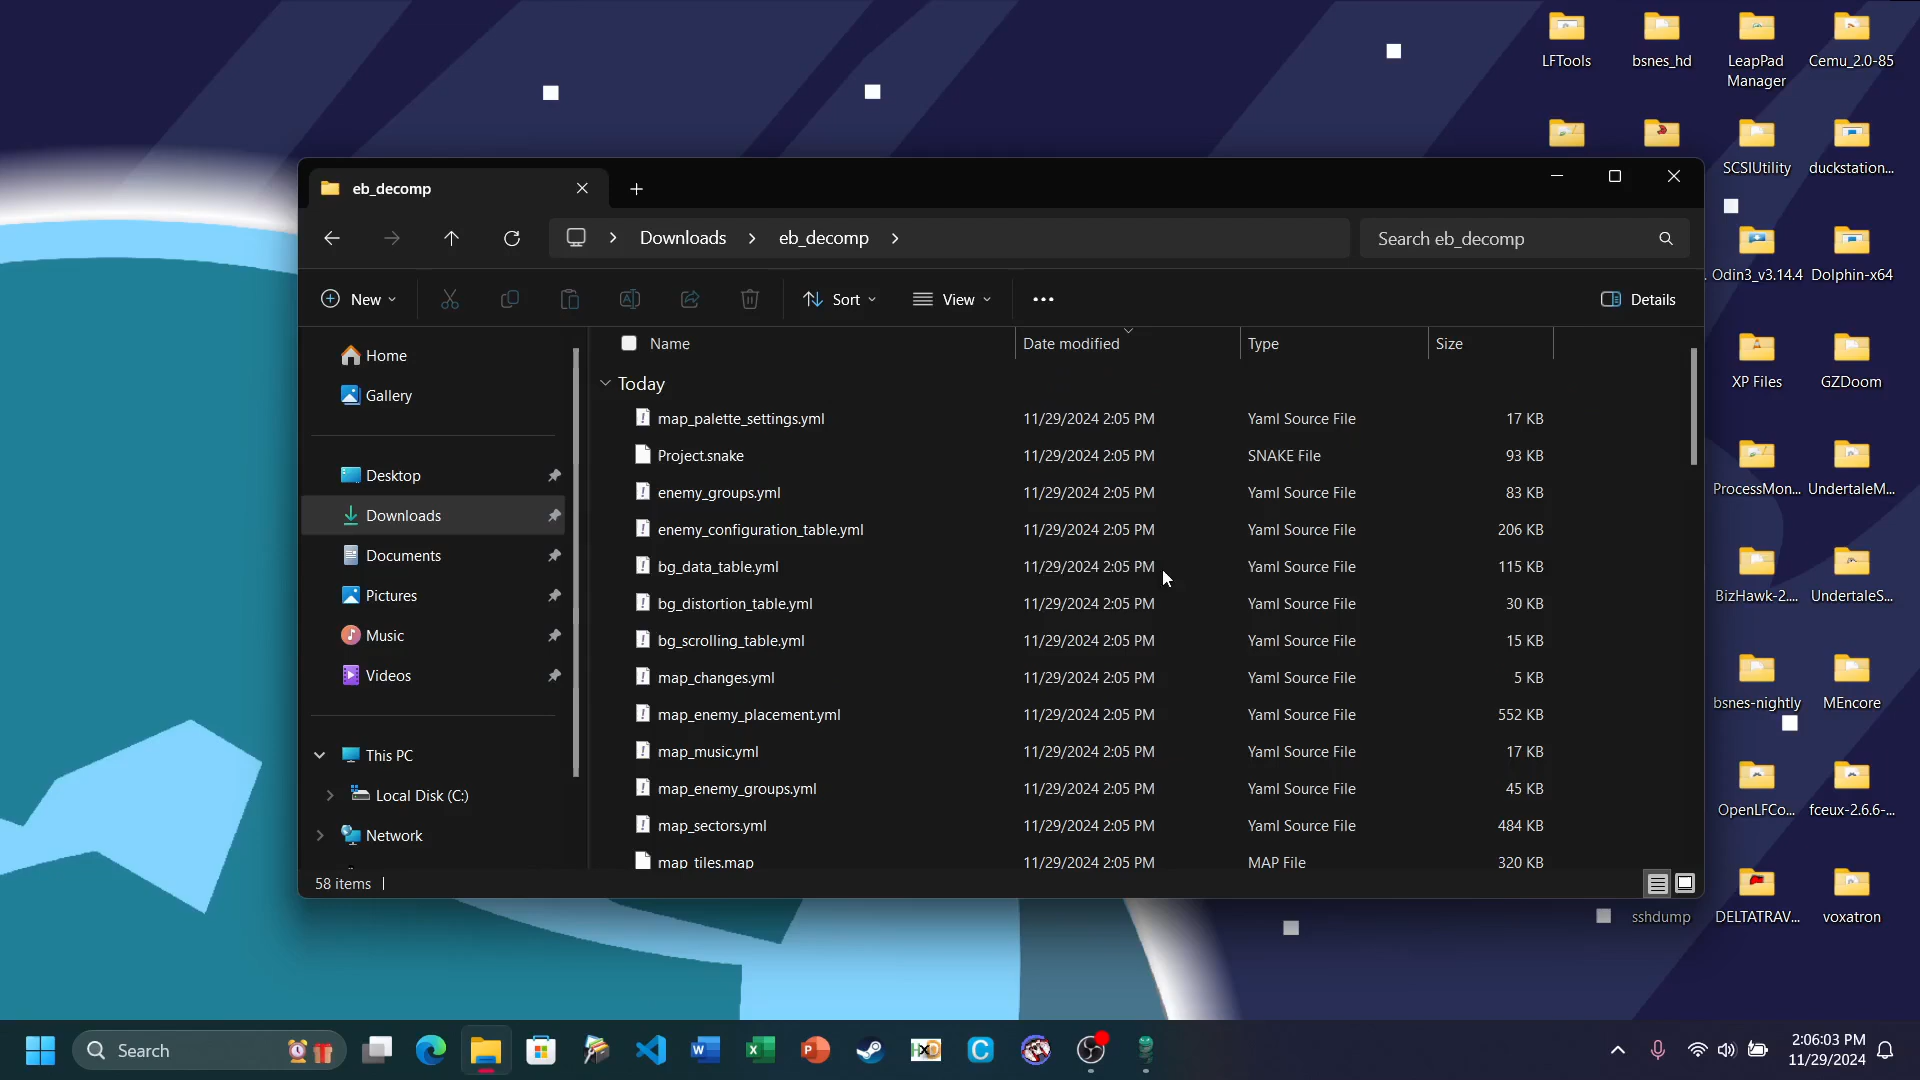 LFTools
bsnes_hd
LeapPad
Manager
Cemu_2.0-85
SCSIUtility
duckstation...
Odin3_v3.14.4
Dolphin-x64
XP Files
GZDoom
ProcessMon...
UndertaleM...
BizHawk-2....
UndertaleS...
bsnes-nightly
MEncore
OpenLFCo...
fceux-2.6.6-...
sshdump
DELTATRAV...
voxatron
eb_decomp
Downloads
eb_decomp
Search eb_decomp
New
Sort
View
Details
Home
Gallery
Desktop
Downloads
Documents
Pictures
Music
Videos
This PC
Local Disk (C:)
Network
Name Date modified Type Size
Today
map_palette_settings.yml 11/29/2024 2:05 PM Yaml Source File 17 KB
Project.snake 11/29/2024 2:05 PM SNAKE File 93 KB
enemy_groups.yml 11/29/2024 2:05 PM Yaml Source File 83 KB
enemy_configuration_table.yml 11/29/2024 2:05 PM Yaml Source File 206 KB
bg_data_table.yml 11/29/2024 2:05 PM Yaml Source File 115 KB
bg_distortion_table.yml 11/29/2024 2:05 PM Yaml Source File 30 KB
bg_scrolling_table.yml 11/29/2024 2:05 PM Yaml Source File 15 KB
map_changes.yml 11/29/2024 2:05 PM Yaml Source File 5 KB
map_enemy_placement.yml 11/29/2024 2:05 PM Yaml Source File 552 KB
map_music.yml 11/29/2024 2:05 PM Yaml Source File 17 KB
map_enemy_groups.yml 11/29/2024 2:05 PM Yaml Source File 45 KB
map_sectors.yml 11/29/2024 2:05 PM Yaml Source File 484 KB
map_tiles.map 11/29/2024 2:05 PM MAP File 320 KB
58 items
Search
HXD
2:06:03 PM
11/29/2024